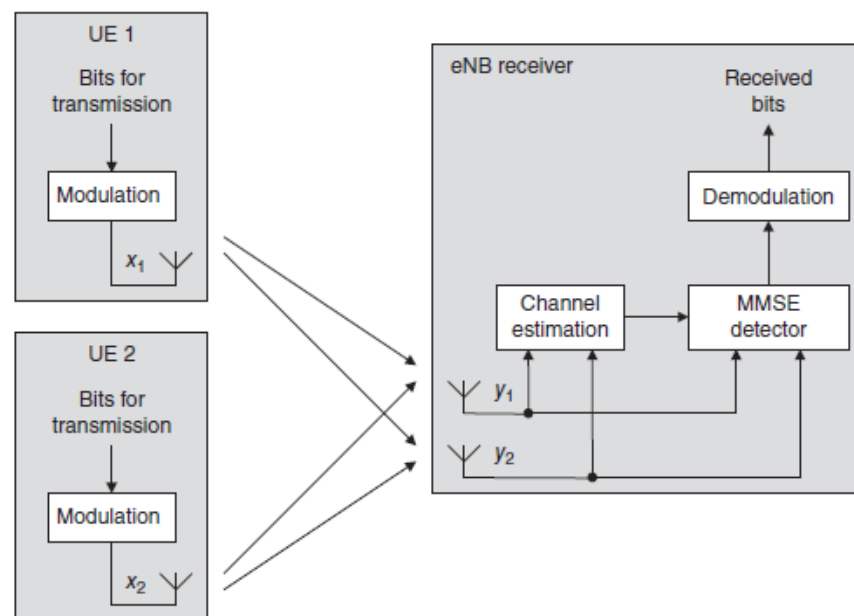 UE 1
Bits for
transmission
Modulation
x1
UE 2
Bits for
transmission
Modulation
x2
eNB receiver
Received
bits
Demodulation
Channel
estimation
MMSE
detector
y1
y2